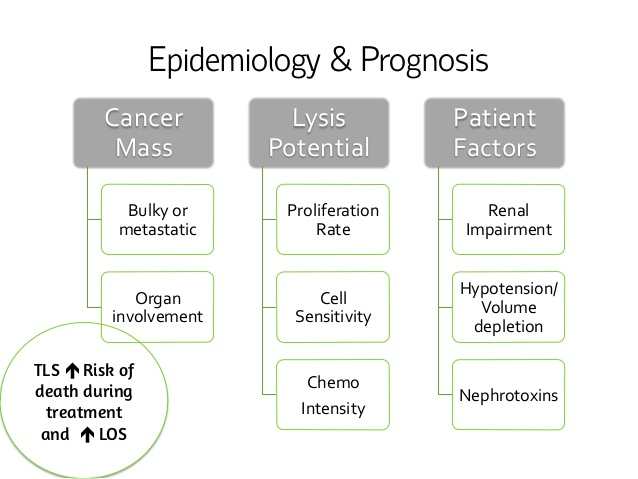 Epidemiology & Prognosis
Cancer
Mass
Bulky or
metastatic
Organ
involvement
Lysis
Potential
Proliferation
Rate
Cell
Sensitivity
Chemo
Intensity
Patient
Factors
Renal
Impairment
Hypotension/
Volume
depletion
Nephrotoxins
TLS ⬆ Risk of
death during
treatment
and ⬆ LOS